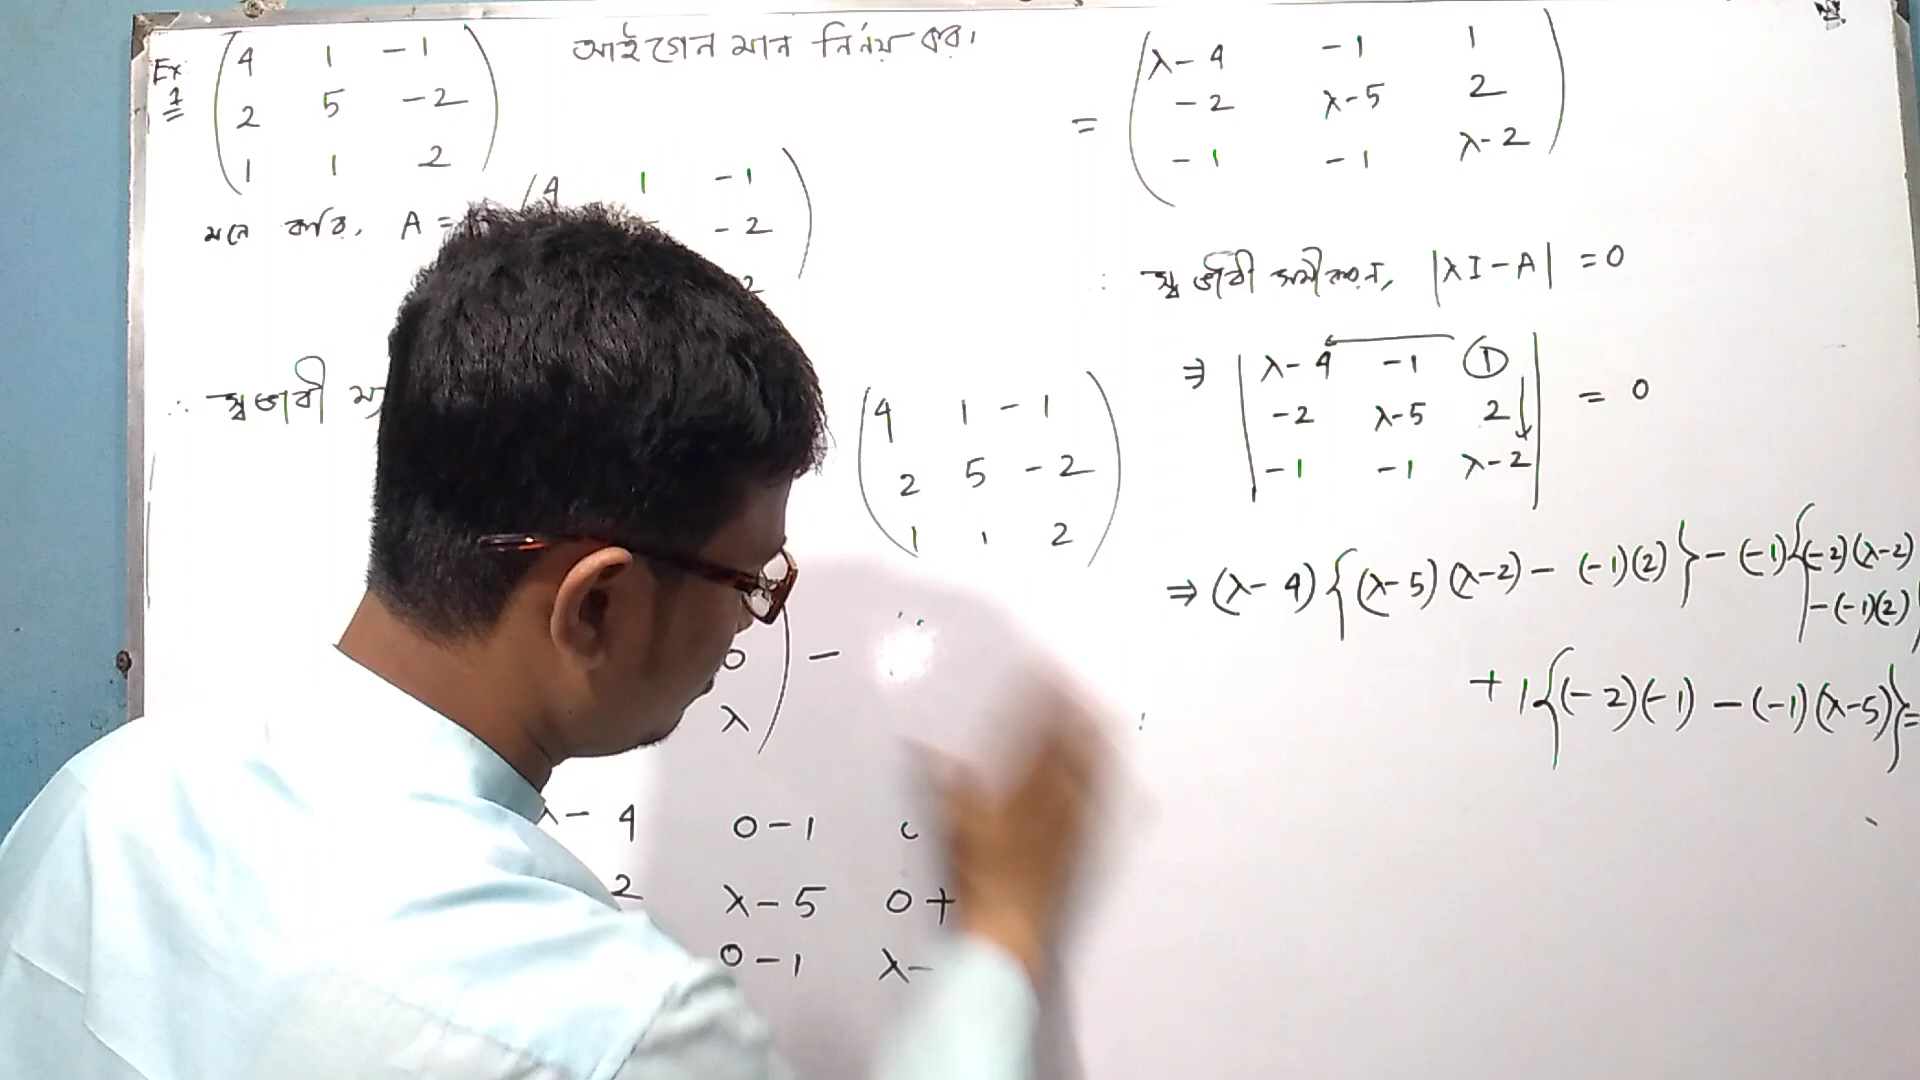 Ex 1 (4 1 -1) আইগেন মান নির্ণয় কর।
2 5 -2
1 1 2
মনে করি, A = (4 1 -1)
-2
2
∴ স্বভাবী
4 1 -1
2 5 -2
1 1 2
0) -
λ
λ-4 0-1
2 λ-5 0+
0-1 λ-
= (λ-4 -1 1)
-2 λ-5 2
-1 -1 λ-2
∴ স্বভাবী সমীকরণ, |λI-A| = 0
⇒ |λ-4 -1 1| = 0
-2 λ-5 2
-1 -1 λ-2
⇒ (λ-4){(λ-5)(λ-2) - (-1)(2)} - (-1){(-2)(λ-2)
-(-1)(2)
+ 1{(-2)(-1) - (-1)(λ-5)} =